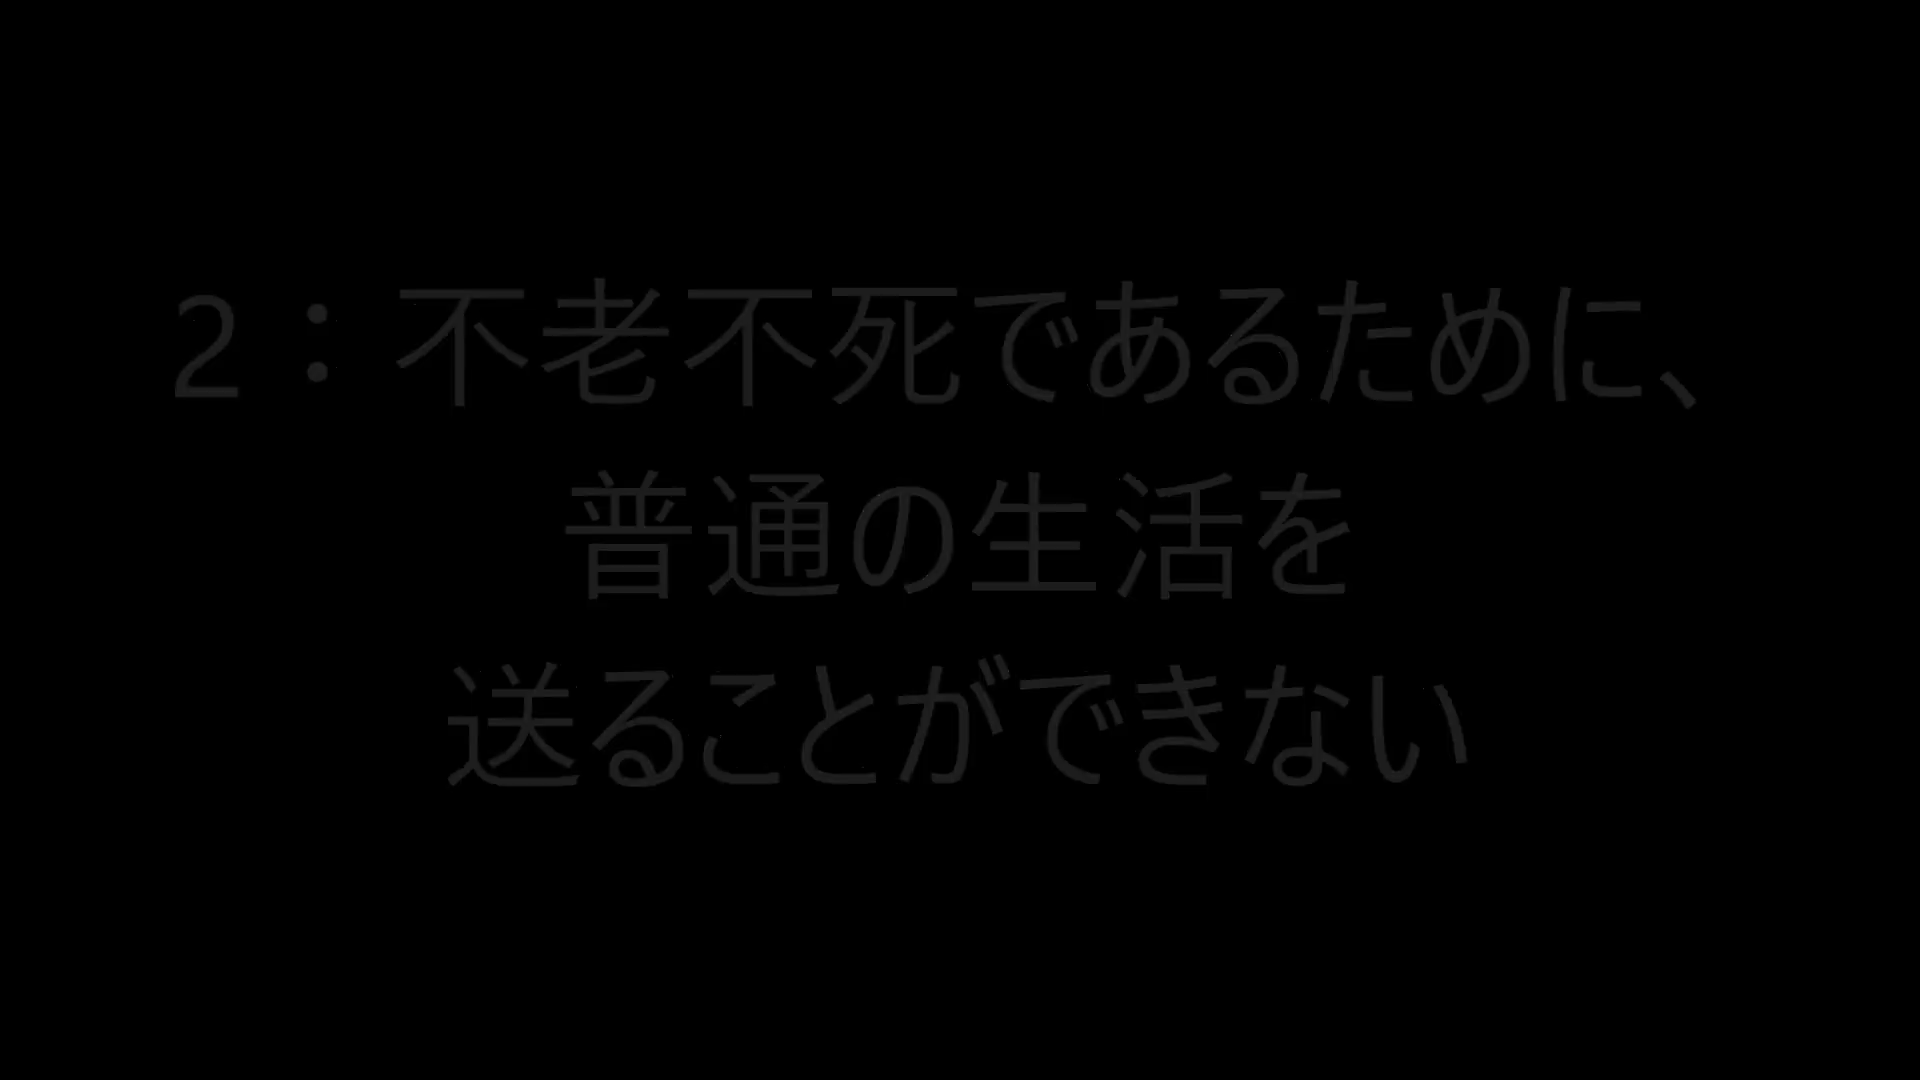 2：不老不死であるために、
普通の生活を
送ることができない